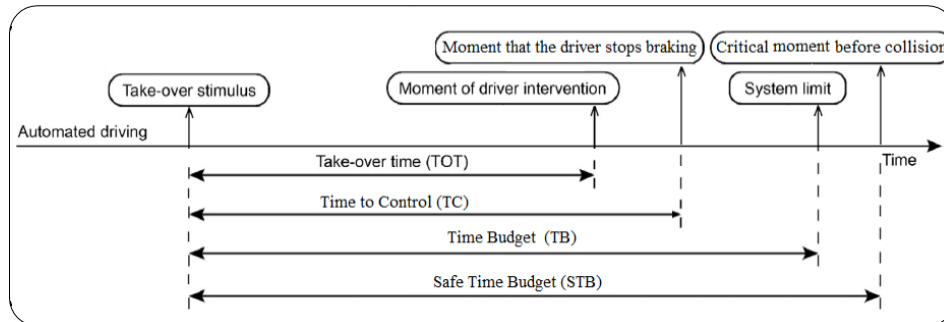 Moment that the driver stops braking
Critical moment before collision
Take-over stimulus
Moment of driver intervention
System limit
Automated driving
Time
Take-over time (TOT)
Time to Control (TC)
Time Budget (TB)
Safe Time Budget (STB)